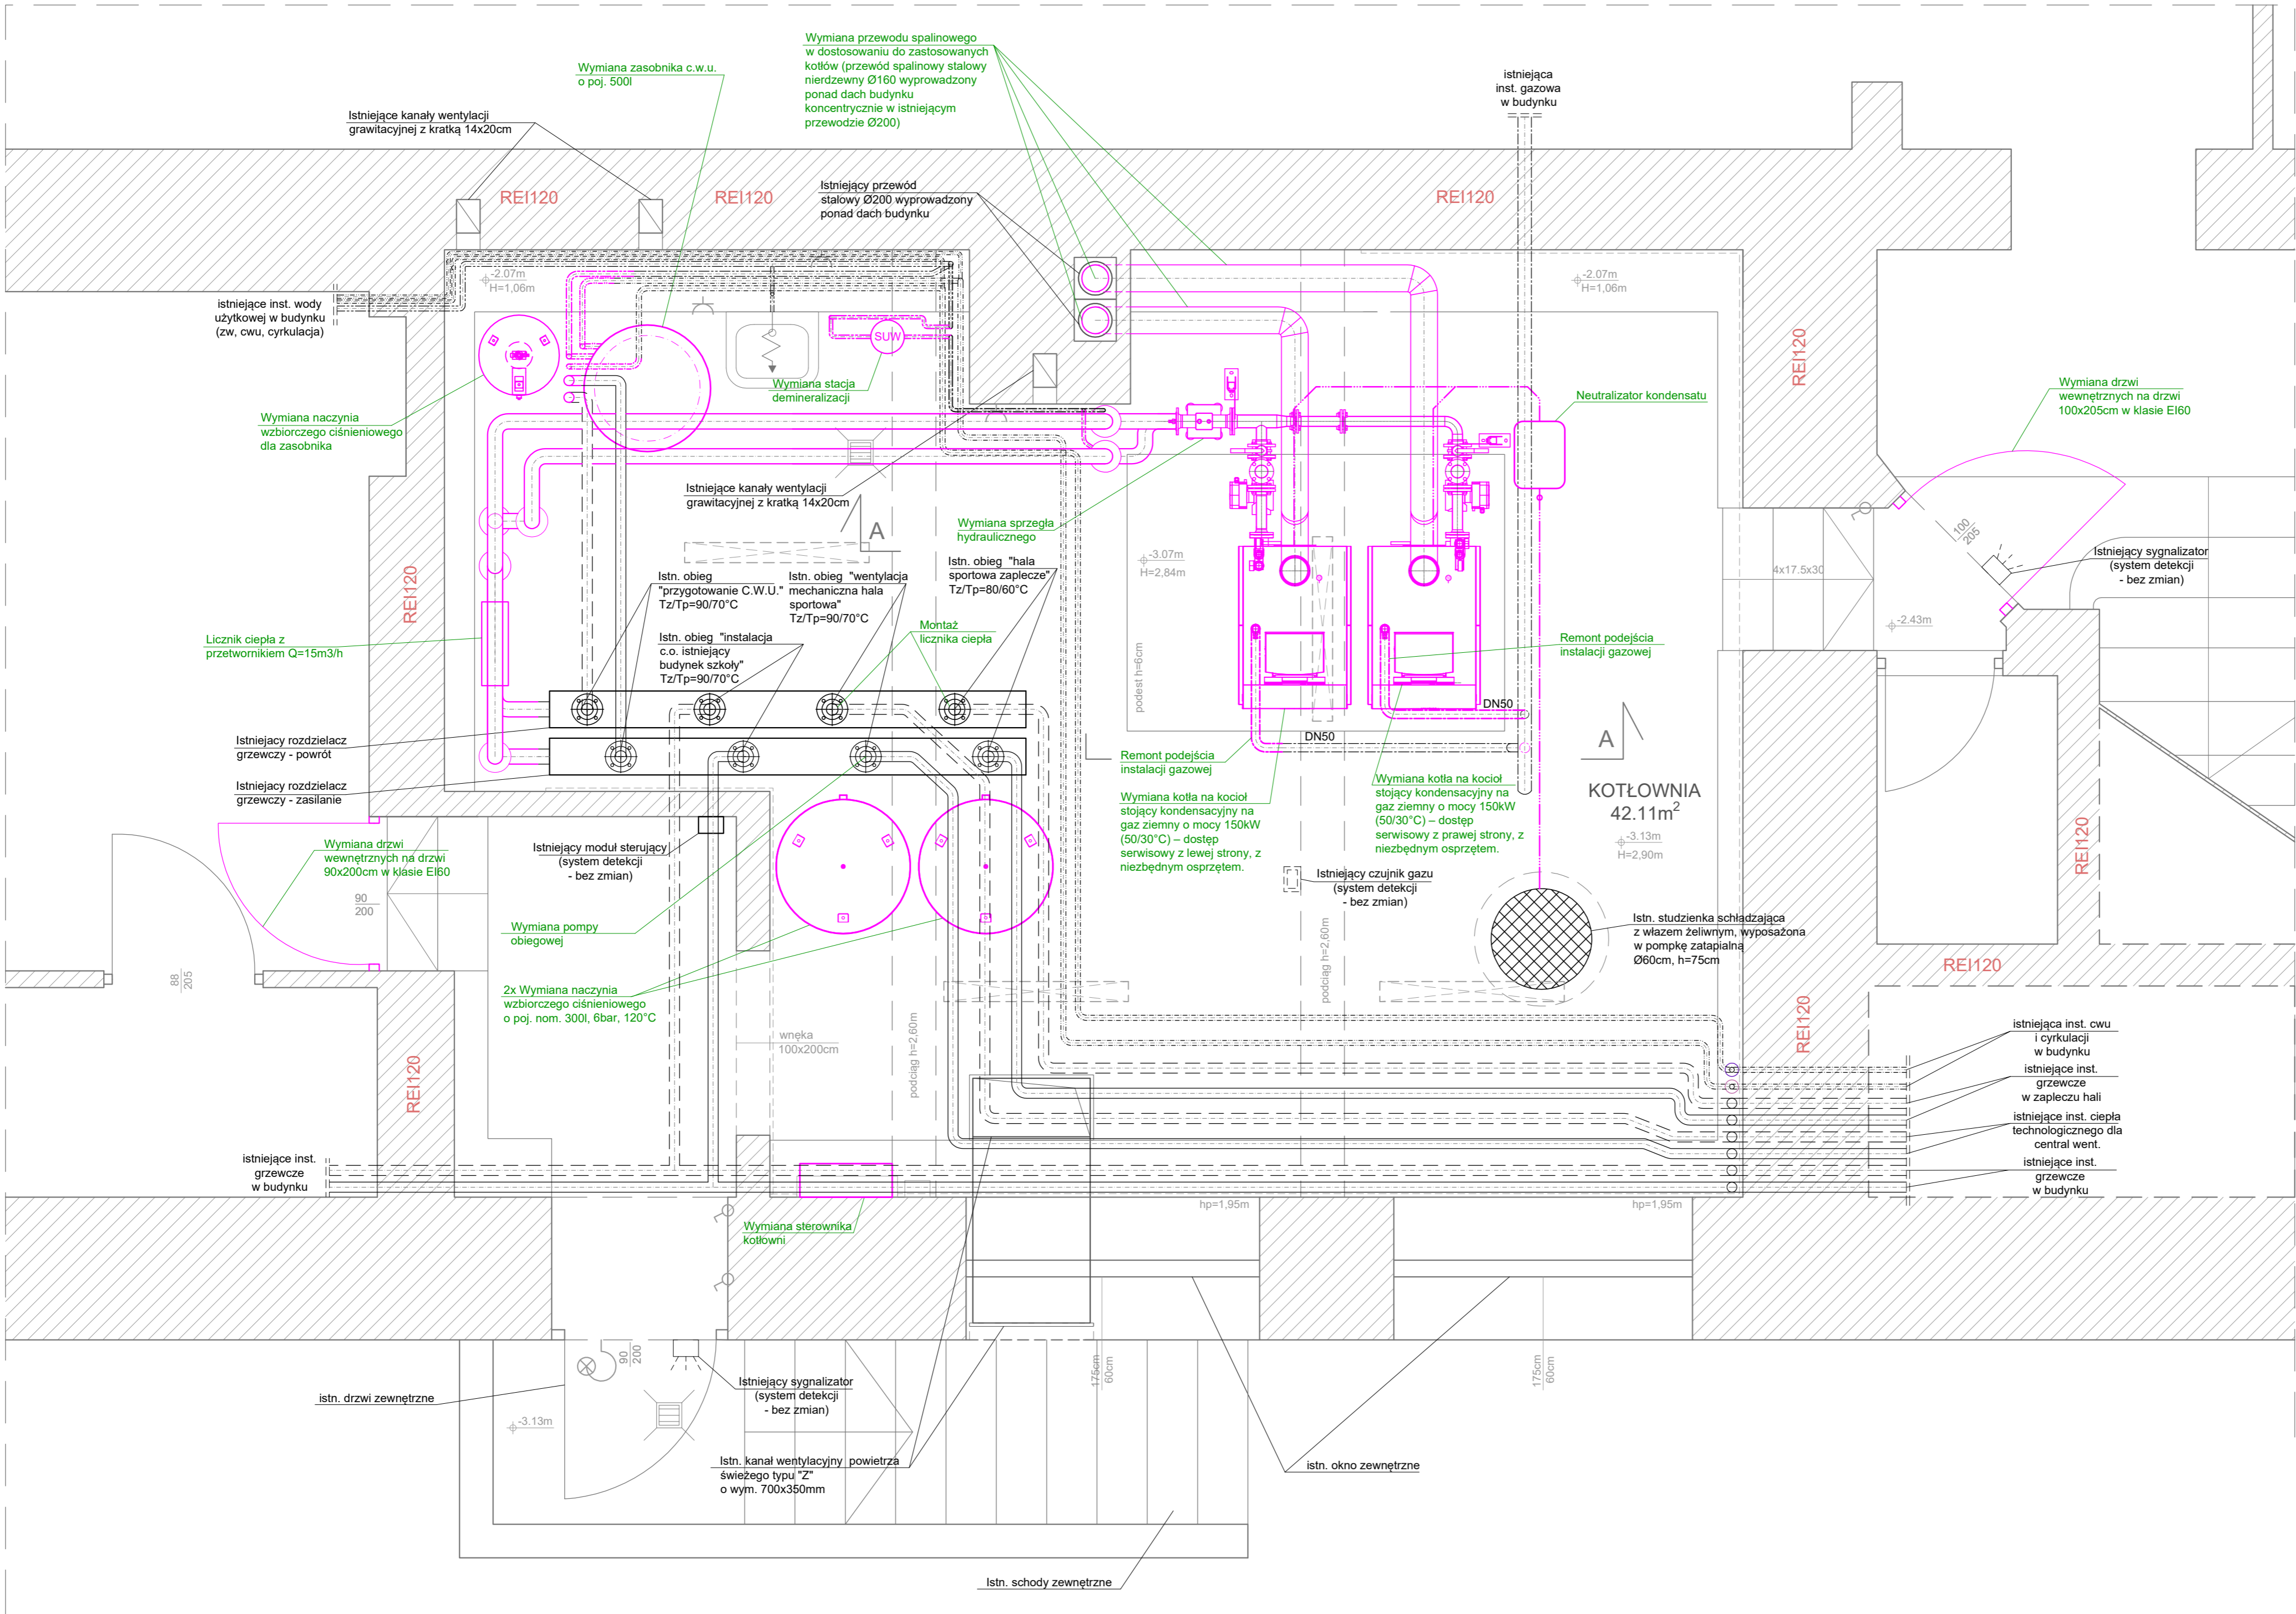 Wymiana przewodu spalinowego
w dostosowaniu do zastosowanych
kotłów (przewód spalinowy stalowy
nierdzewny Ø160 wyprowadzony
ponad dach budynku
koncentrycznie w istniejącym
przewodzie Ø200)
Wymiana zasobnika c.w.u.
o poj. 500l
istniejąca
inst. gazowa
w budynku
Istniejące kanały wentylacji
grawitacyjnej z kratką 14x20cm
REI120
REI120
REI120
Istniejący przewód
stalowy Ø200 wyprowadzony
ponad dach budynku
-2.07m
H=1,06m
-2.07m
H=1,06m
istniejące inst. wody
użytkowej w budynku
(zw, cwu, cyrkulacja)
SUW
REI120
Wymiana stacja
demineralizacji
Neutralizator kondensatu
Wymiana drzwi
wewnętrznych na drzwi
100x205cm w klasie EI60
Wymiana naczynia
wzbiorczego ciśnieniowego
dla zasobnika
Istniejące kanały wentylacji
grawitacyjnej z kratką 14x20cm
A
Wymiana sprzęgła
hydraulicznego
100
205
Istniejący sygnalizator
(system detekcji
- bez zmian)
-3.07m
H=2,84m
4x17.5x30
-2.43m
REI120
Istn. obieg
"przygotowanie C.W.U."
Tz/Tp=90/70°C
Istn. obieg "wentylacja
mechaniczna hala
sportowa"
Tz/Tp=90/70°C
Istn. obieg "hala
sportowa zaplecze"
Tz/Tp=80/60°C
Istn. obieg "instalacja
c.o. istniejący
budynek szkoły"
Tz/Tp=90/70°C
Montaż
licznika ciepła
Licznik ciepła z
przetwornikiem Q=15m3/h
Remont podejścia
instalacji gazowej
podest h=6cm
DN50
DN50
A
Istniejacy rozdzielacz
grzewczy - powrót
Istniejacy rozdzielacz
grzewczy - zasilanie
Remont podejścia
instalacji gazowej
Wymiana kotła na kocioł
stojący kondensacyjny na
gaz ziemny o mocy 150kW
(50/30°C) – dostęp
serwisowy z lewej strony, z
niezbędnym osprzętem.
Wymiana kotła na kocioł
stojący kondensacyjny na
gaz ziemny o mocy 150kW
(50/30°C) – dostęp
serwisowy z prawej strony, z
niezbędnym osprzętem.
KOTŁOWNIA
42.11m2
-3.13m
H=2,90m
REI120
Wymiana drzwi
wewnętrznych na drzwi
90x200cm w klasie EI60
90
200
Istniejący moduł sterujący
(system detekcji
- bez zmian)
Istniejący czujnik gazu
(system detekcji
- bez zmian)
Istn. studzienka schładzająca
z włazem żeliwnym, wyposażona
w pompkę zatapialną
Ø60cm, h=75cm
Wymiana pompy
obiegowej
88
205
2x Wymiana naczynia
wzbiorczego ciśnieniowego
o poj. nom. 300l, 6bar, 120°C
podciąg h=2,60m
podciąg h=2,60m
wnęka
100x200cm
REI120
REI120
REI120
istniejąca inst. cwu
i cyrkulacji
w budynku
istniejące inst.
grzewcze
w zapleczu hali
istniejące inst. ciepła
technologicznego dla
central went.
istniejące inst.
grzewcze
w budynku
istniejące inst.
grzewcze
w budynku
Wymiana sterownika
kotłowni
hp=1,95m
hp=1,95m
90
200
175cm
60cm
175cm
60cm
istn. drzwi zewnętrzne
-3.13m
Istniejący sygnalizator
(system detekcji
- bez zmian)
Istn. kanał wentylacyjny powietrza
świeżego typu "Z"
o wym. 700x350mm
istn. okno zewnętrzne
Istn. schody zewnętrzne